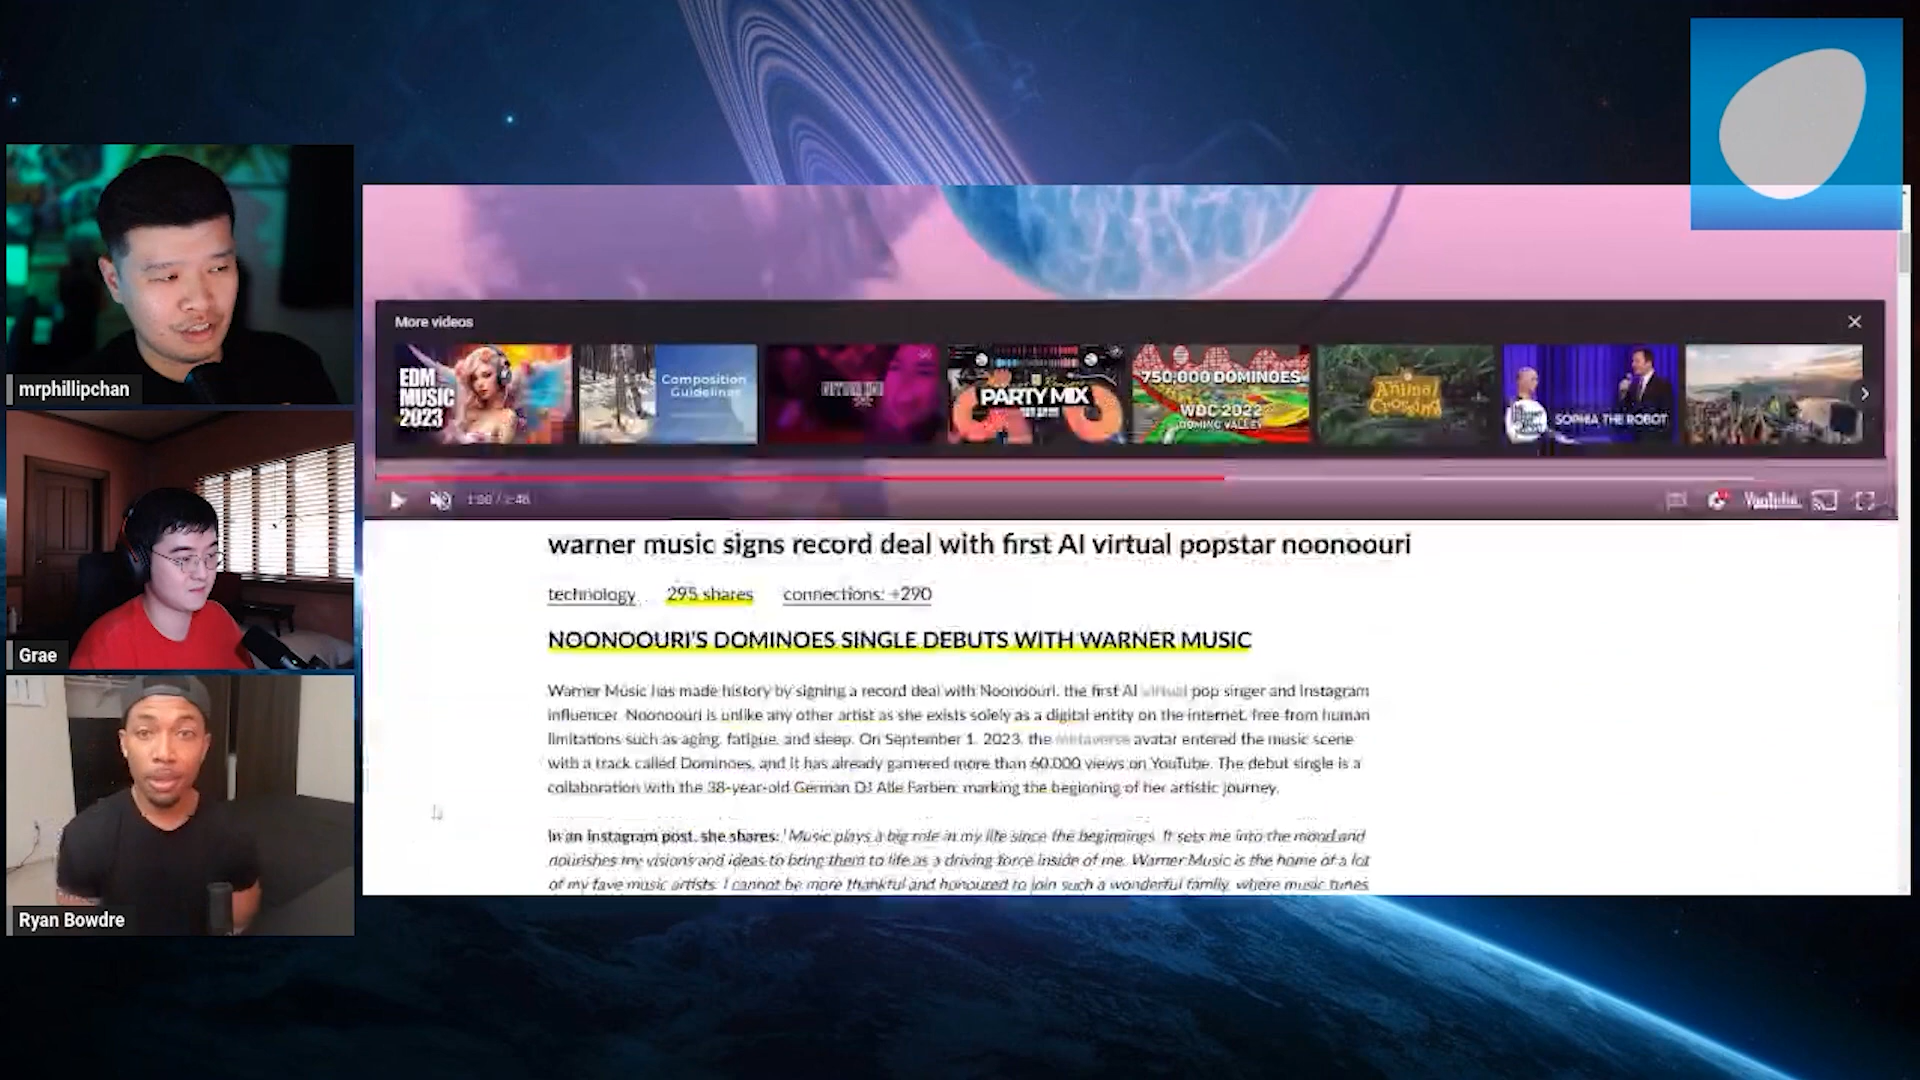 mrphillipchan
Grae
Ryan Bowdre
More videos
EDM
MUSIC
2023
Composition
Guidelines
PARTY MIX
750,000 DOMINOES
WDC 2022
DOMINO VALLEY
Animal
Crossing
SOPHIA THE ROBOT
YouTube
warner music signs record deal with first AI virtual popstar noonoouri
technology 295 shares connections: +290
NOONOOURI'S DOMINOES SINGLE DEBUTS WITH WARNER MUSIC
Warner Music has made history by signing a record deal with Noonoouri, the first AI virtual pop singer and Instagram
influencer. Noonoouri is unlike any other artist as she exists solely as a digital entity on the internet, free from human
limitations such as aging, fatigue, and sleep. On September 1, 2023, the metaverse avatar entered the music scene
with a track called Dominoes, and it has already garnered more than 60,000 views on YouTube. The debut single is a
collaboration with the 38-year-old German DJ Alle Farben, marking the beginning of her artistic journey.
In an Instagram post, she shares: 'Music plays a big role in my life since the beginnings. It sets me into the mood and
nourishes my visions and ideas to bring them to life as a driving force inside of me. Warner Music is the home of a lot
of my fave music artists. I cannot be more thankful and honoured to join such a wonderful family, where music tunes